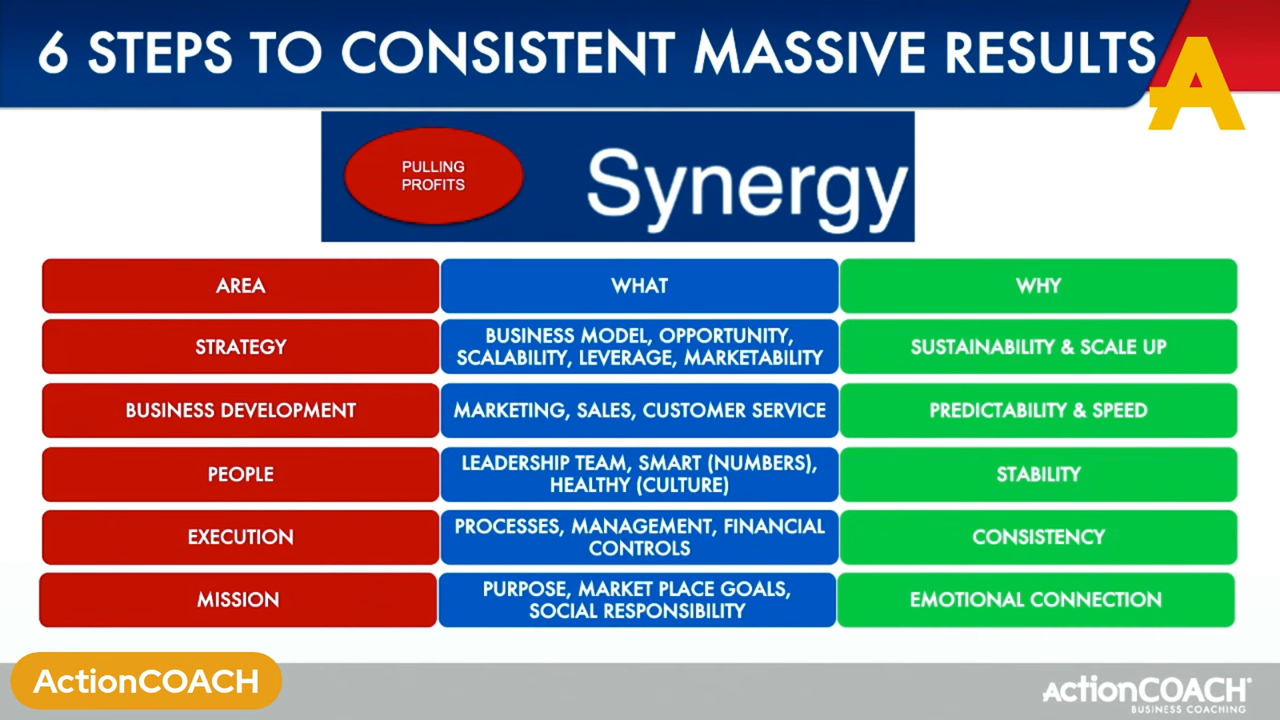 6 STEPS TO CONSISTENT MASSIVE RESULTS
A
PULLING
PROFITS
Synergy
AREA
WHAT
WHY
STRATEGY
BUSINESS MODEL, OPPORTUNITY,
SCALABILITY, LEVERAGE, MARKETABILITY
SUSTAINABILITY & SCALE UP
BUSINESS DEVELOPMENT
MARKETING, SALES, CUSTOMER SERVICE
PREDICTABILITY & SPEED
PEOPLE
LEADERSHIP TEAM, SMART (NUMBERS),
HEALTHY (CULTURE)
STABILITY
EXECUTION
PROCESSES, MANAGEMENT, FINANCIAL
CONTROLS
CONSISTENCY
MISSION
PURPOSE, MARKET PLACE GOALS,
SOCIAL RESPONSIBILITY
EMOTIONAL CONNECTION
ActionCOACH
ActionCOACH®
BUSINESS COACHING